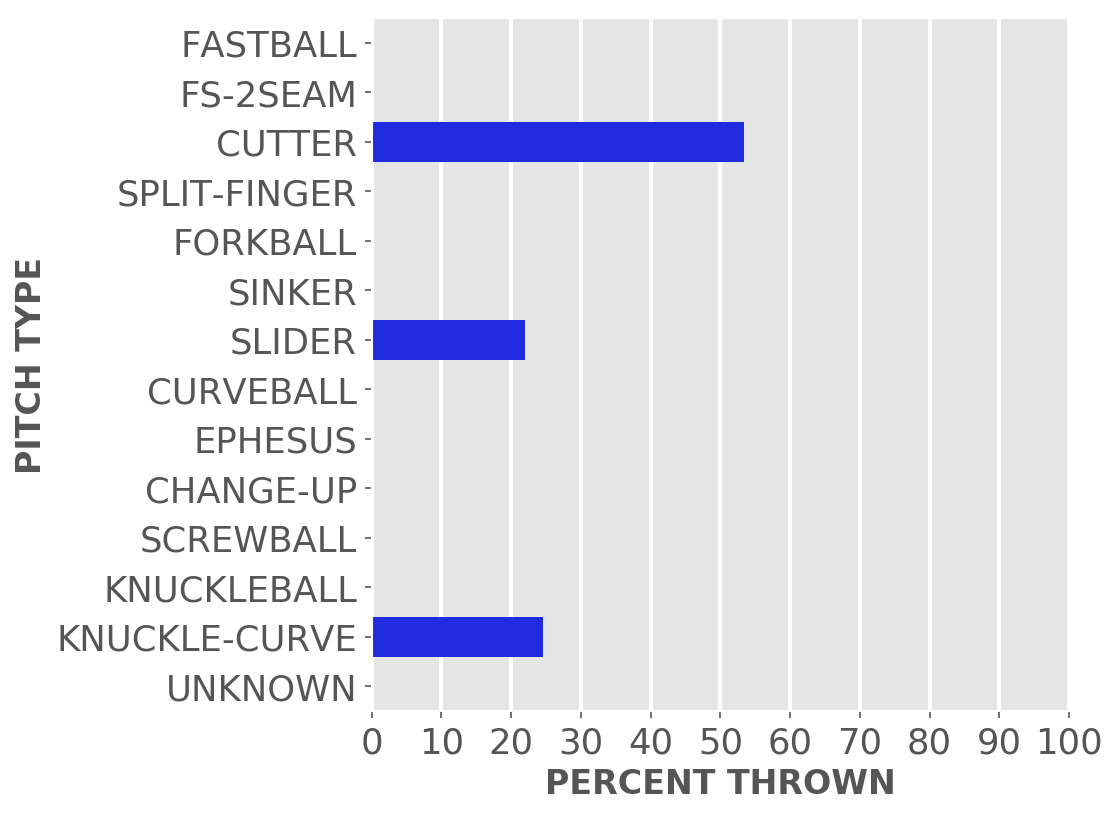 FASTBALL
FS-2SEAM
CUTTER
SPLIT-FINGER
FORKBALL
SINKER
SLIDER
CURVEBALL
EPHESUS
CHANGE-UP
SCREWBALL
KNUCKLEBALL
KNUCKLE-CURVE
UNKNOWN
PITCH TYPE
0 10 20 30 40 50 60 70 80 90 100
PERCENT THROWN